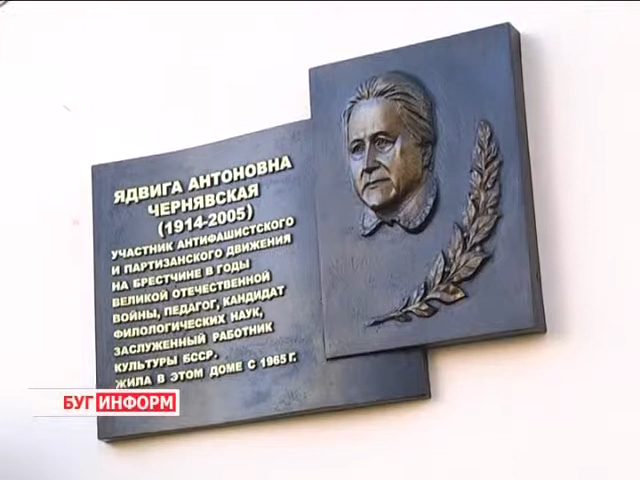 ЯДВИГА АНТОНОВНА
ЧЕРНЯВСКАЯ
(1914-2005)
УЧАСТНИК АНТИФАШИСТСКОГО
И ПАРТИЗАНСКОГО ДВИЖЕНИЯ
НА БРЕСТЧИНЕ В ГОДЫ
ВЕЛИКОЙ ОТЕЧЕСТВЕННОЙ
ВОЙНЫ, ПЕДАГОГ, КАНДИДАТ
ФИЛОЛОГИЧЕСКИХ НАУК,
ЗАСЛУЖЕННЫЙ РАБОТНИК
КУЛЬТУРЫ БССР.
ЖИЛА В ЭТОМ ДОМЕ С 1965 Г.
БУГИНФОРМ